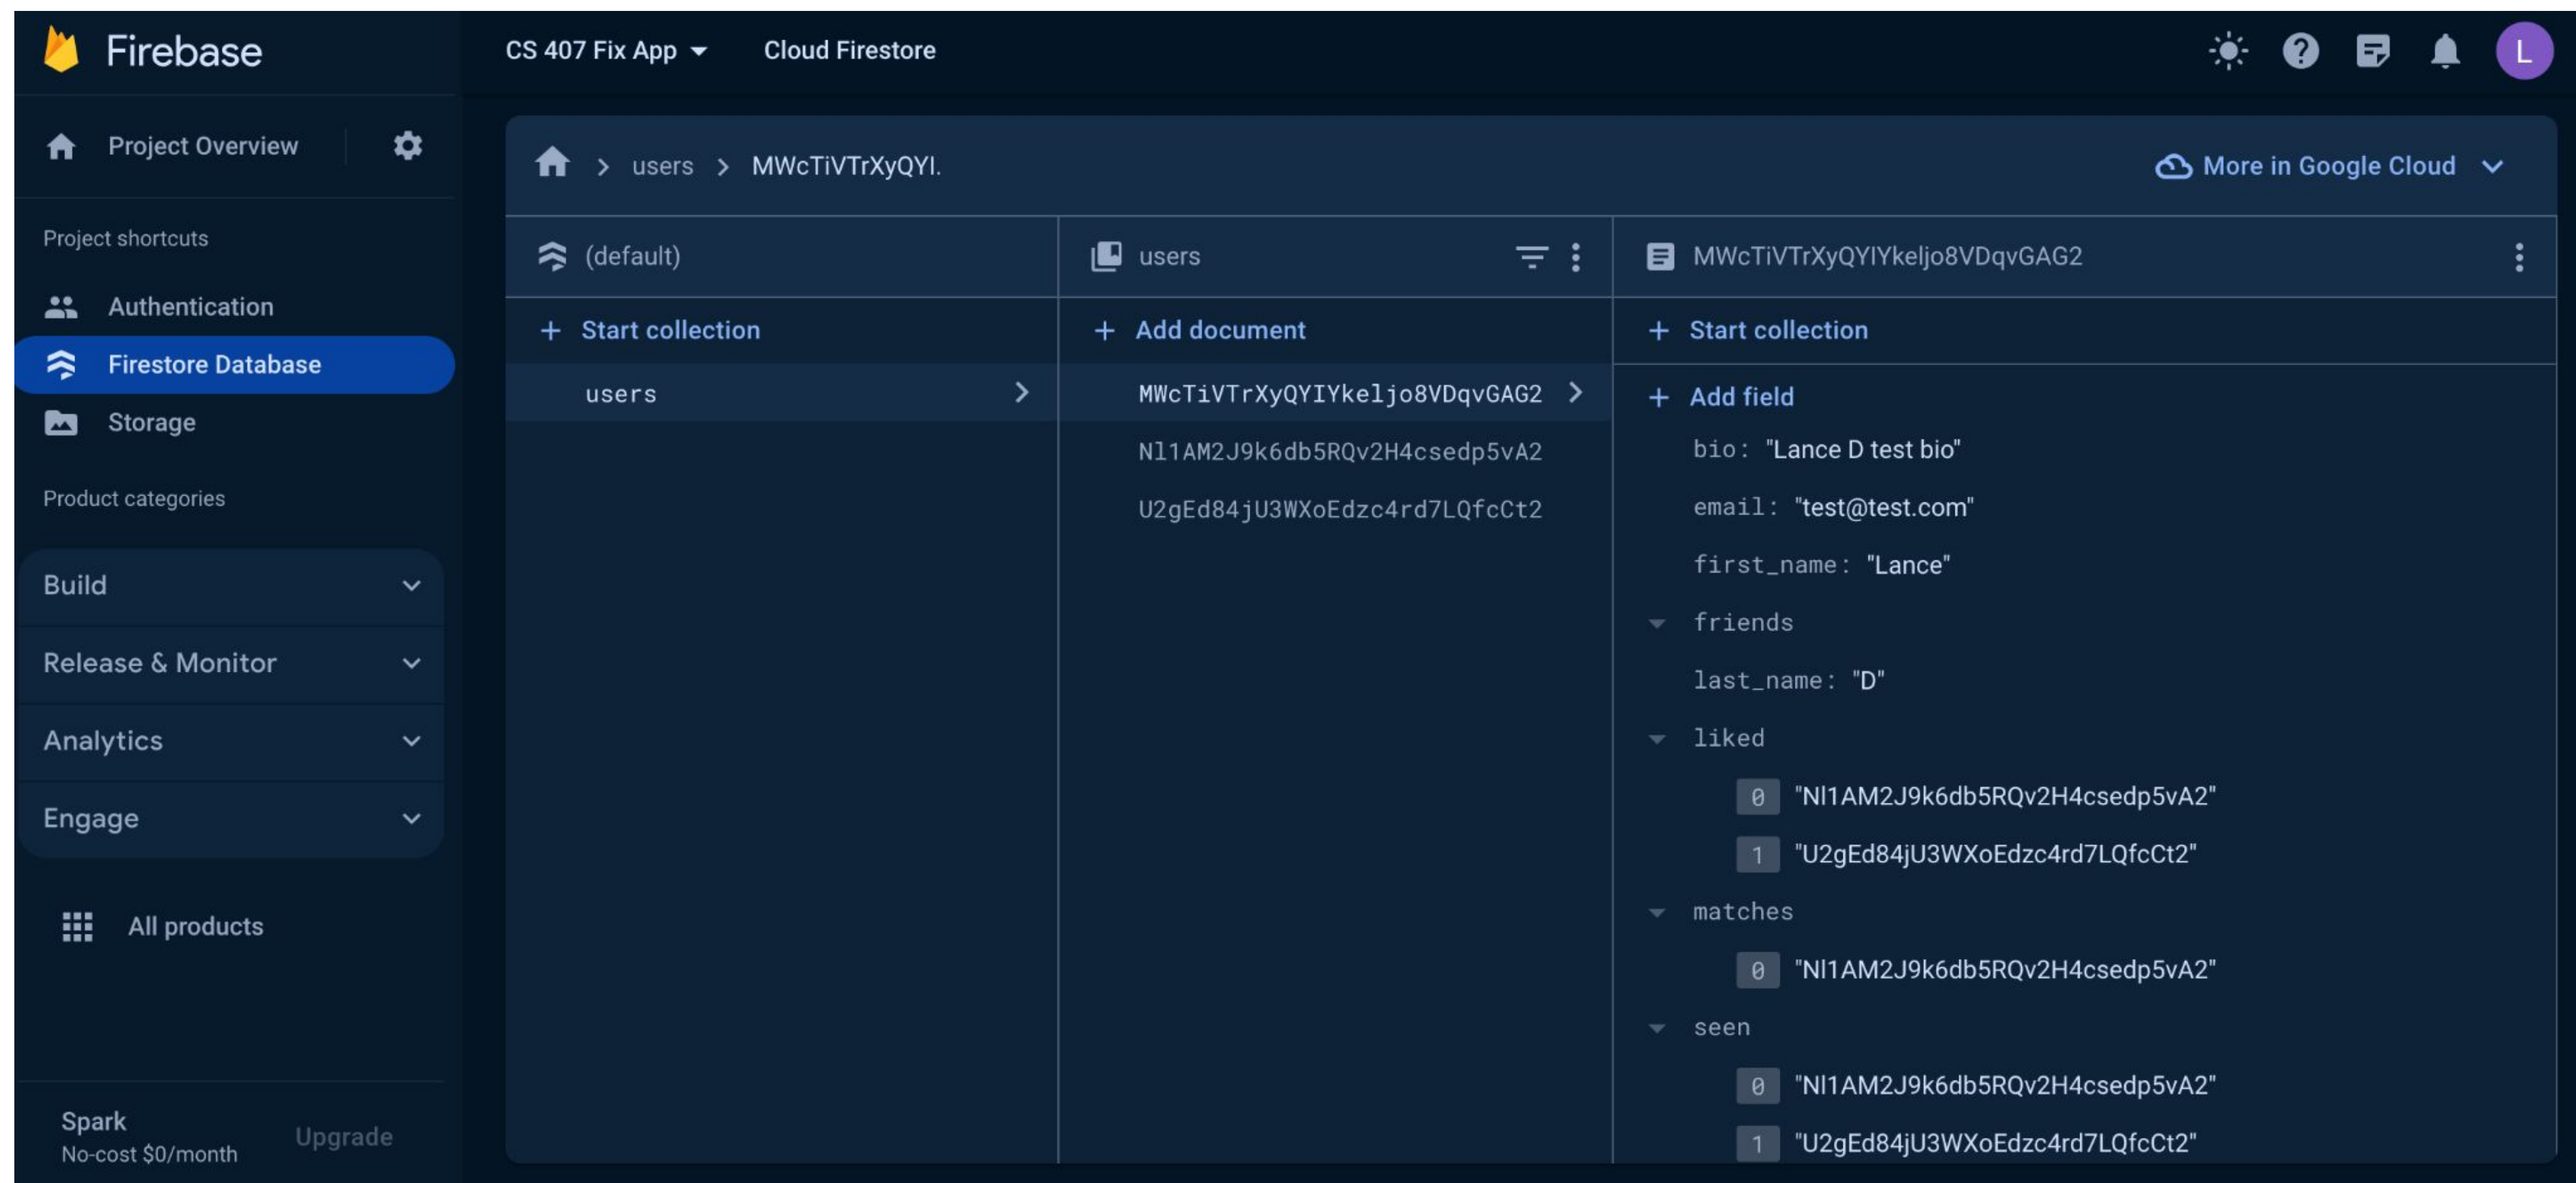 Firebase
CS 407 Fix App
Cloud Firestore
L
Project Overview
Project shortcuts
Authentication
Firestore Database
Storage
Product categories
Build
Release & Monitor
Analytics
Engage
All products
Spark
No-cost $0/month
Upgrade
users
MWcTiVTrXyQYI.
More in Google Cloud
(default)
+ Start collection
users
users
+ Add document
MWcTiVTrXyQYIYkeljo8VDqvGAG2
Nl1AM2J9k6db5RQv2H4csedp5vA2
U2gEd84jU3WXoEdzc4rd7LQfcCt2
MWcTiVTrXyQYIYkeljo8VDqvGAG2
+ Start collection
+ Add field
bio: "Lance D test bio"
email: "test@test.com"
first_name: "Lance"
friends
last_name: "D"
liked
0 "Nl1AM2J9k6db5RQv2H4csedp5vA2"
1 "U2gEd84jU3WXoEdzc4rd7LQfcCt2"
matches
0 "Nl1AM2J9k6db5RQv2H4csedp5vA2"
seen
0 "Nl1AM2J9k6db5RQv2H4csedp5vA2"
1 "U2gEd84jU3WXoEdzc4rd7LQfcCt2"